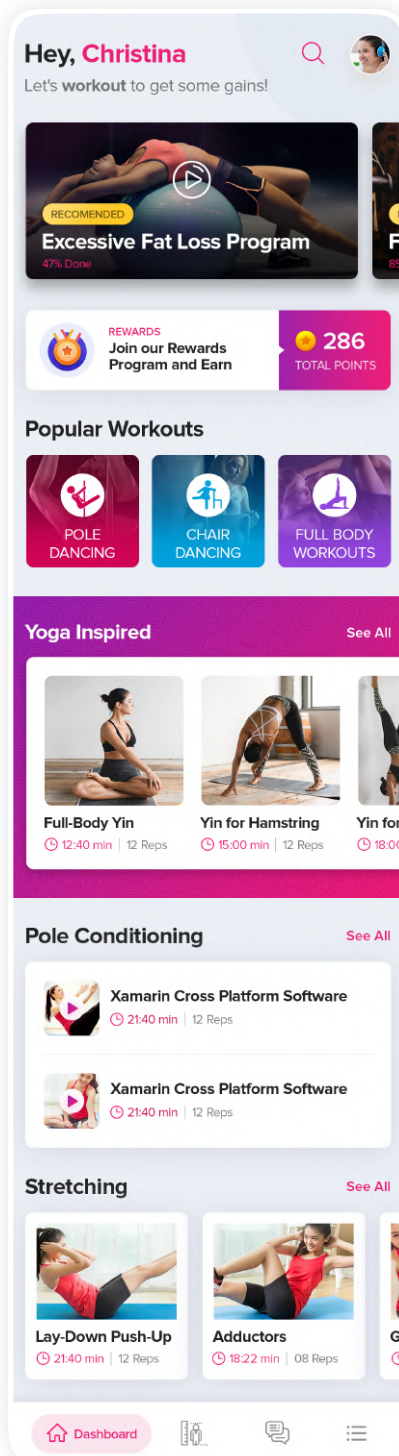 Hey, Christina
Let's workout to get some gains!
RECOMENDED
Excessive Fat Loss Program
47% Done
REWARDS
Join our Rewards
Program and Earn
286
TOTAL POINTS
Popular Workouts
POLE
DANCING
CHAIR
DANCING
FULL BODY
WORKOUTS
Yoga Inspired
See All
Full-Body Yin
12:40 min | 12 Reps
Yin for Hamstring
15:00 min | 12 Reps
Yin for
18:00
Pole Conditioning
See All
Xamarin Cross Platform Software
21:40 min | 12 Reps
Xamarin Cross Platform Software
21:40 min | 12 Reps
Stretching
See All
Lay-Down Push-Up
21:40 min | 12 Reps
Adductors
18:22 min | 08 Reps
Dashboard